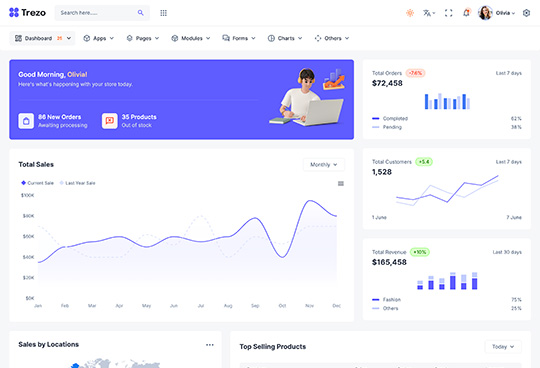 Trezo
Search here.....
Olivia
Dashboard 21
Apps
Pages
Modules
Forms
Charts
Others
Good Morning, Olivia!
Here's what's happening with your store today.
86 New Orders
Awaiting processing
35 Products
Out of stock
Total Orders -7.6% Last 7 days
$72,458
Completed 62%
Pending 38%
Total Sales
Monthly
Current Sale
Last Year Sale
$100K
$80K
$60K
$40K
$20K
$0K
Jan Feb Mar Apr May Jun Jul Aug Sep Oct Nov Dec
Total Customers +5.4 Last 7 days
1,528
1 June 7 June
Total Revenue +10% Last 30 days
$165,458
Fashion 75%
Others 25%
Sales by Locations
Top Selling Products
Today